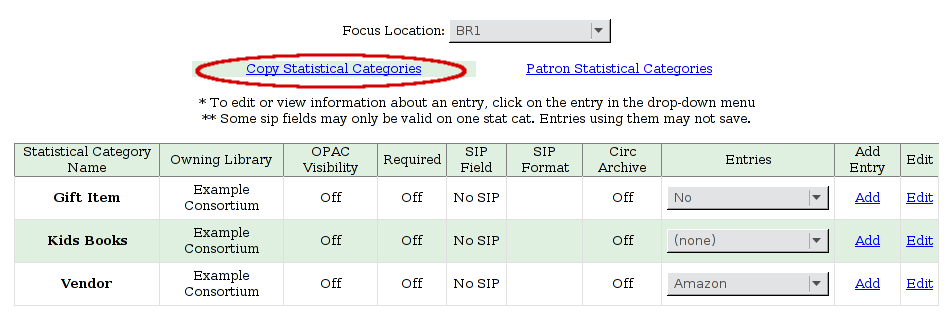 Focus Location: BR1
Copy Statistical Categories Patron Statistical Categories
* To edit or view information about an entry, click on the entry in the drop-down menu
** Some sip fields may only be valid on one stat cat. Entries using them may not save.
Statistical Category Name Owning Library OPAC Visibility Required SIP Field SIP Format Circ Archive Entries Add Entry Edit
Gift Item Example Consortium Off Off No SIP Off No Add Edit
Kids Books Example Consortium Off Off No SIP Off (none) Add Edit
Vendor Example Consortium Off Off No SIP Off Amazon Add Edit